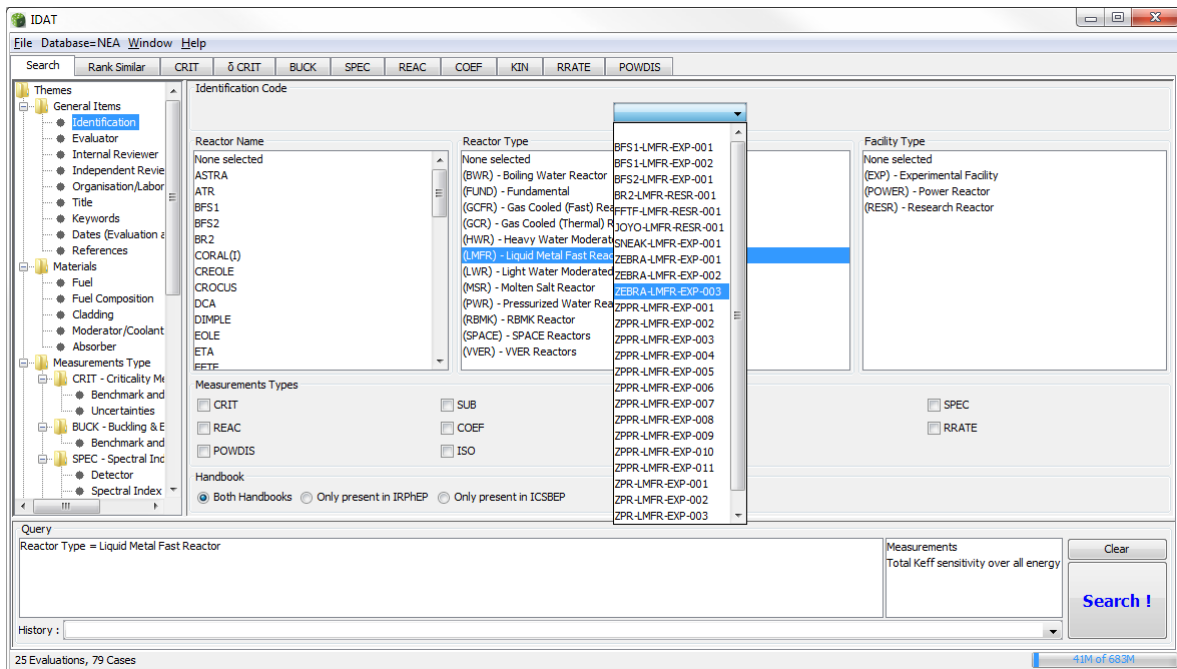 IDAT
File Database=NEA Window Help
Search Rank Similar CRIT δ CRIT BUCK SPEC REAC COEF KIN RRATE POWDIS
Themes
General Items
Identification
Evaluator
Internal Reviewer
Independent Revie
Organisation/Labor
Title
Keywords
Dates (Evaluation a
References
Materials
Fuel
Fuel Composition
Cladding
Moderator/Coolant
Absorber
Measurements Type
CRIT - Criticality Me
Benchmark and
Uncertainties
BUCK - Buckling & E
Benchmark and
SPEC - Spectral Ind
Detector
Spectral Index
Identification Code
Reactor Name
None selected
ASTRA
ATR
BFS1
BFS2
BR2
CORAL(I)
CREOLE
CROCUS
DCA
DIMPLE
EOLE
ETA
FFTF
Reactor Type
None selected
(BWR) - Boiling Water Reactor
(FUND) - Fundamental
(GCFR) - Gas Cooled (Fast) Rea
(GCR) - Gas Cooled (Thermal) R
(HWR) - Heavy Water Moderat
(LMFR) - Liquid Metal Fast Reac
(LWR) - Light Water Moderated
(MSR) - Molten Salt Reactor
(PWR) - Pressurized Water Rea
(RBMK) - RBMK Reactor
(SPACE) - SPACE Reactors
(VVER) - VVER Reactors
BFS1-LMFR-EXP-001
BFS1-LMFR-EXP-002
BFS2-LMFR-EXP-001
BR2-LMFR-RESR-001
FFTF-LMFR-RESR-001
JOYO-LMFR-RESR-001
SNEAK-LMFR-EXP-001
ZEBRA-LMFR-EXP-001
ZEBRA-LMFR-EXP-002
ZEBRA-LMFR-EXP-003
ZPPR-LMFR-EXP-001
ZPPR-LMFR-EXP-002
ZPPR-LMFR-EXP-003
ZPPR-LMFR-EXP-004
ZPPR-LMFR-EXP-005
ZPPR-LMFR-EXP-006
ZPPR-LMFR-EXP-007
ZPPR-LMFR-EXP-008
ZPPR-LMFR-EXP-009
ZPPR-LMFR-EXP-010
ZPPR-LMFR-EXP-011
ZPR-LMFR-EXP-001
ZPR-LMFR-EXP-002
ZPR-LMFR-EXP-003
Facility Type
None selected
(EXP) - Experimental Facility
(POWER) - Power Reactor
(RESR) - Research Reactor
Measurements Types
CRIT SUB SPEC
REAC COEF RRATE
POWDIS ISO
Handbook
Both Handbooks Only present in IRPhEP Only present in ICSBEP
Query
Reactor Type = Liquid Metal Fast Reactor
Measurements
Total Keff sensitivity over all energy
Clear
Search !
History :
25 Evaluations, 79 Cases
41M of 683M